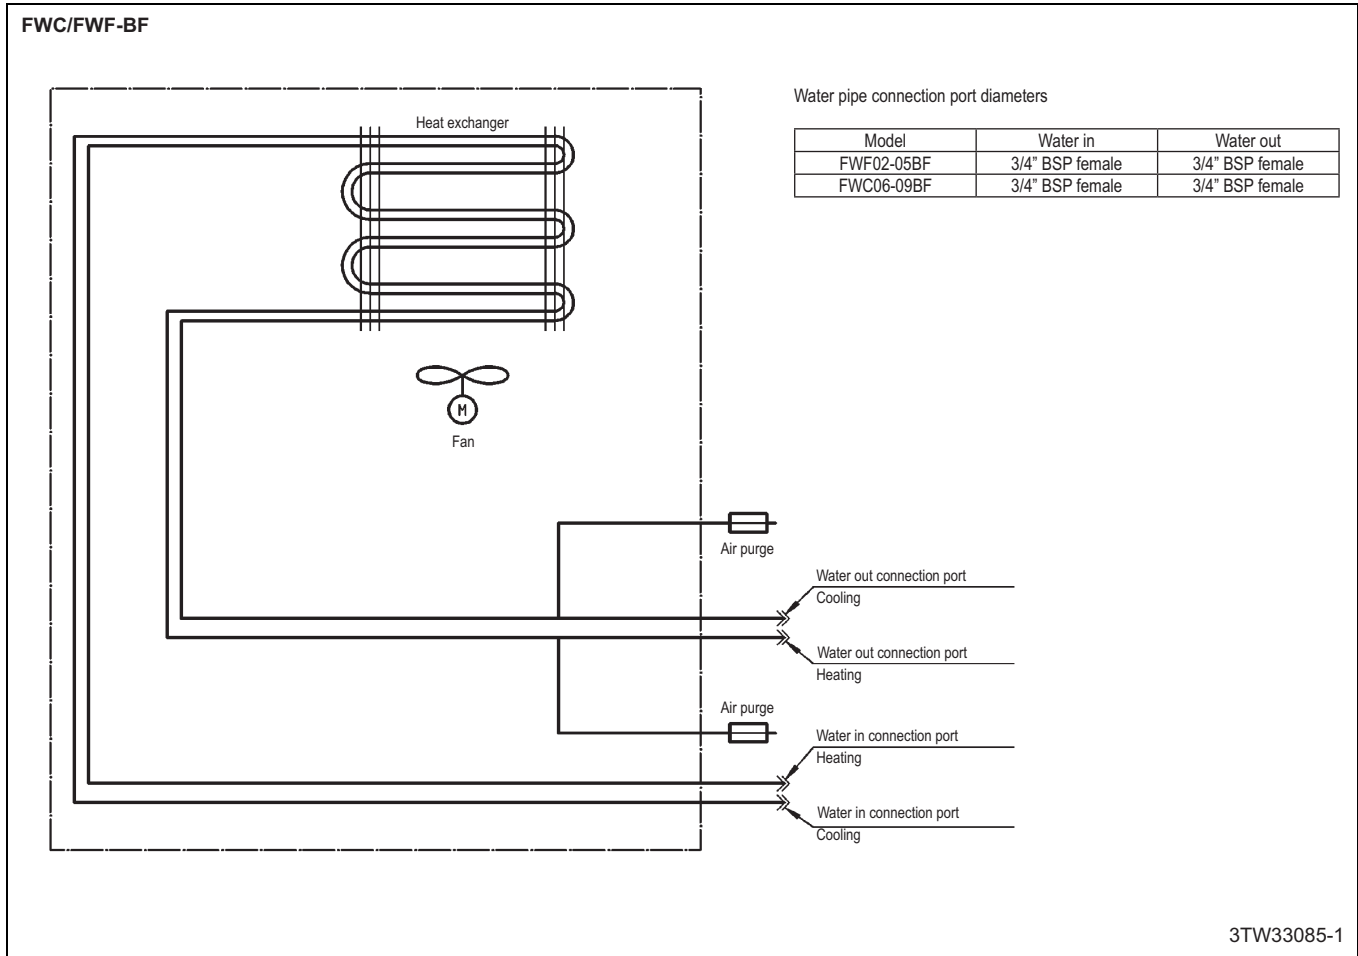 FWC/FWF-BF
Heat exchanger
M
Fan
Water pipe connection port diameters
Model Water in Water out
FWF02-05BF 3/4” BSP female 3/4” BSP female
FWC06-09BF 3/4” BSP female 3/4” BSP female
Air purge
Water out connection port
Cooling
Water out connection port
Heating
Air purge
Water in connection port
Heating
Water in connection port
Cooling
3TW33085-1